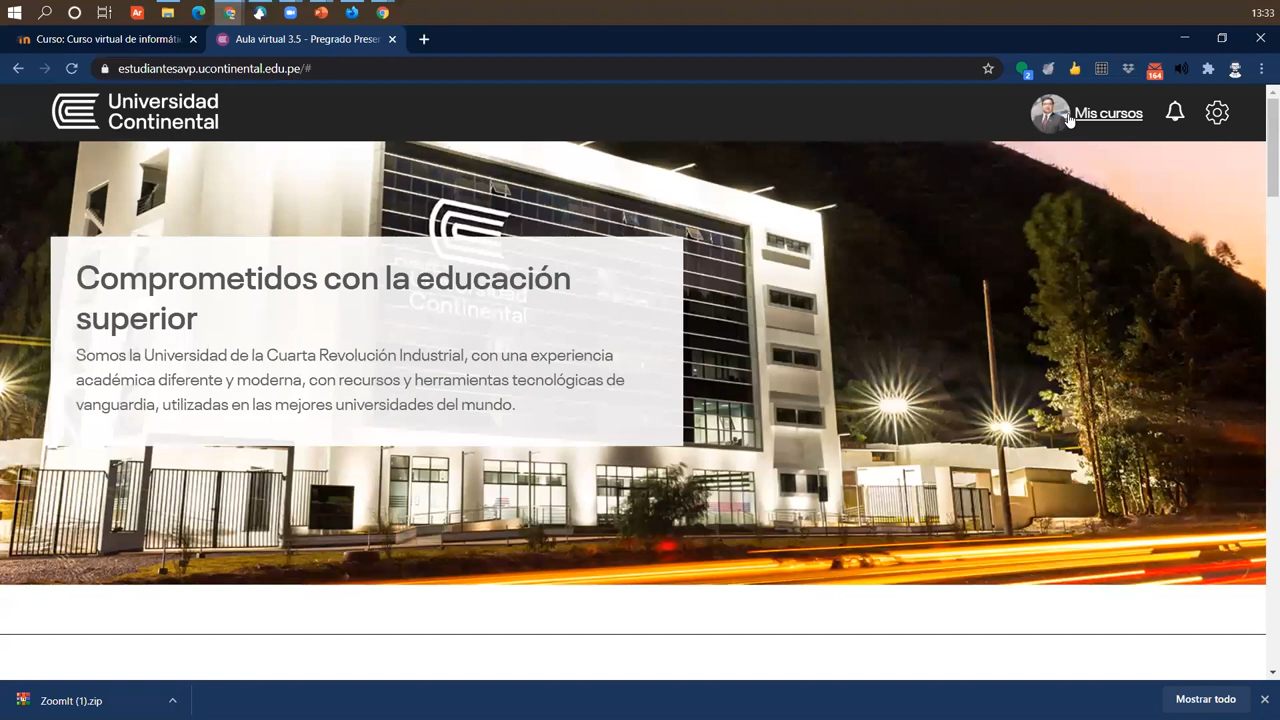 13:33
Curso: Curso virtual de informáti
Aula virtual 3.5 - Pregrado Preser
estudiantesavp.ucontinental.edu.pe/#
2
164
Universidad
Continental
Mis cursos
Comprometidos con la educación
superior
Continental
Somos la Universidad de la Cuarta Revolución Industrial, con una experiencia
académica diferente y moderna, con recursos y herramientas tecnológicas de
vanguardia, utilizadas en las mejores universidades del mundo.
ZoomIt (1).zip
Mostrar todo